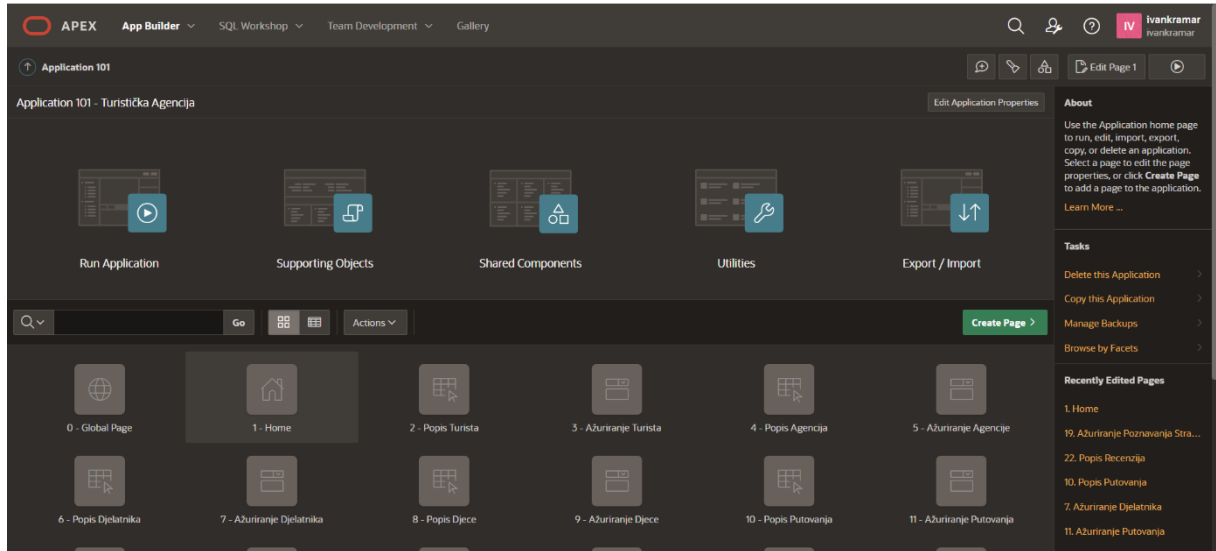 APEX App Builder SQL Workshop Team Development Gallery IV ivankramar
ivankramar
Application 101 Edit Page 1
Application 101 - Turistička Agencija Edit Application Properties
Run Application Supporting Objects Shared Components Utilities Export / Import
Go Actions Create Page
0 - Global Page 1 - Home 2 - Popis Turista 3 - Ažuriranje Turista 4 - Popis Agencija 5 - Ažuriranje Agencije
6 - Popis Djelatnika 7 - Ažuriranje Djelatnika 8 - Popis Djece 9 - Ažuriranje Djece 10 - Popis Putovanja 11 - Ažuriranje Putovanja
About
Use the Application home page
to run, edit, import, export,
copy, or delete an application.
Select a page to edit the page
properties, or click Create Page
to add a page to the application.
Learn More ...
Tasks
Delete this Application
Copy this Application
Manage Backups
Browse by Facets
Recently Edited Pages
1. Home
19. Ažuriranje Poznavanja Stra...
22. Popis Recenzija
10. Popis Putovanja
7. Ažuriranje Djelatnika
11. Ažuriranje Putovanja